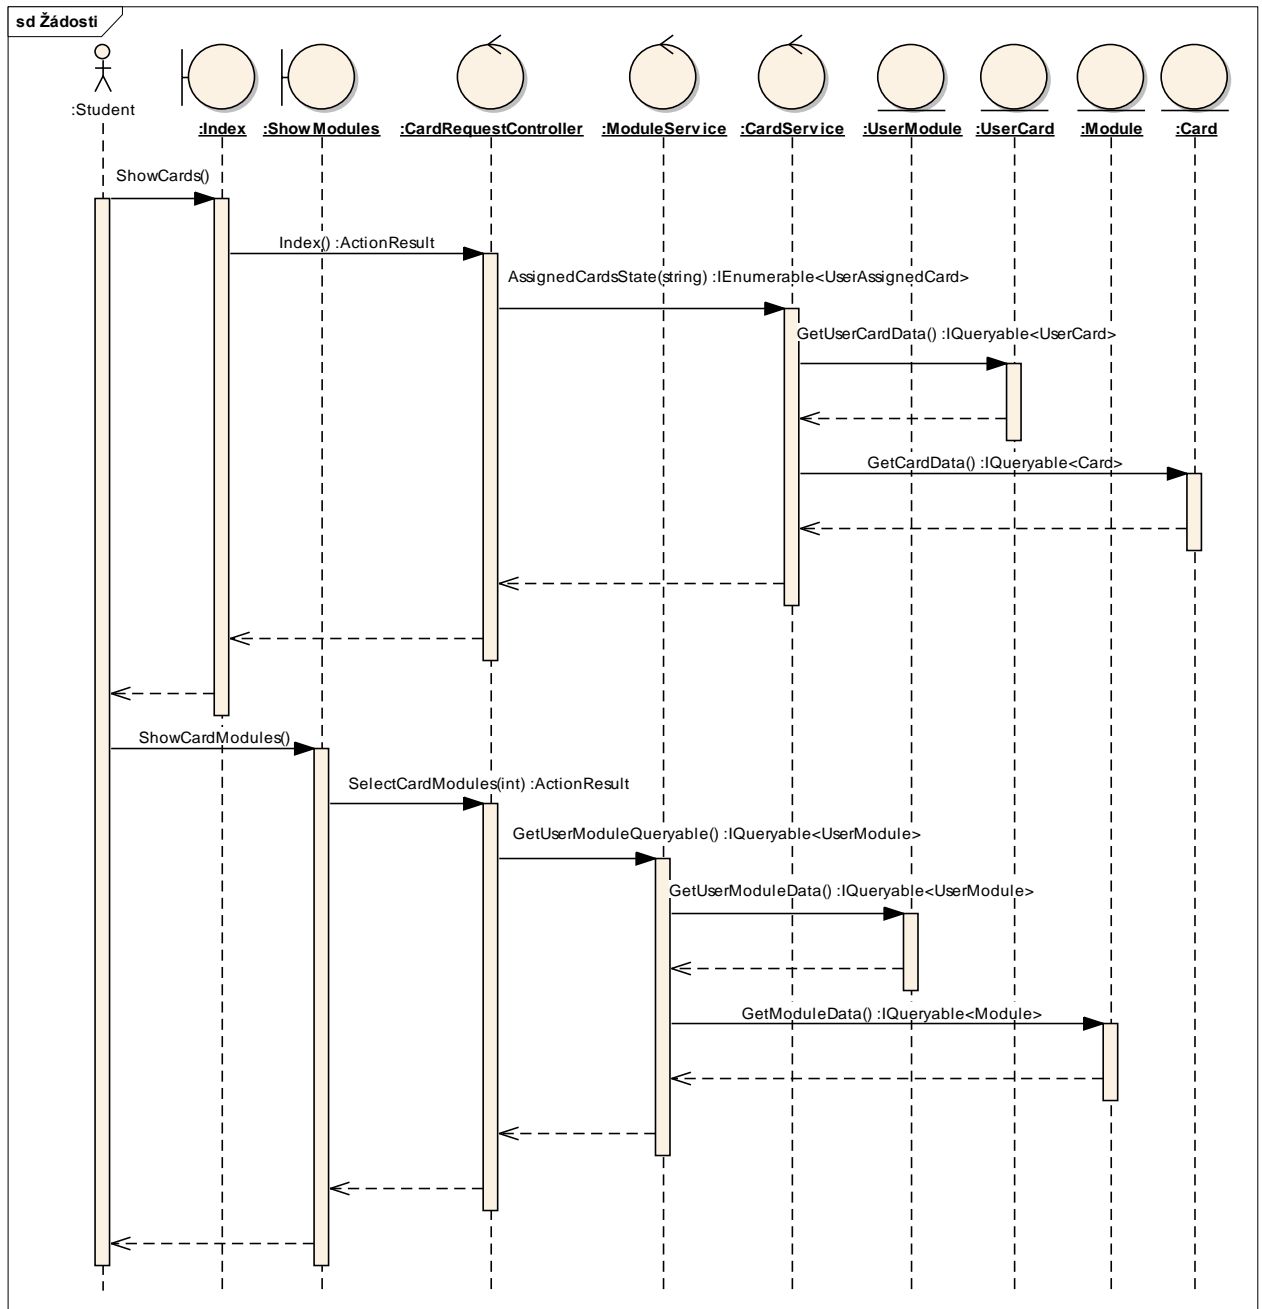 sd Žádosti
:Student
:Index
:ShowModules
:CardRequestController
:ModuleService
:CardService
:UserModule
:UserCard
:Module
:Card
ShowCards()
Index() :ActionResult
AssignedCardsState(string) :IEnumerable<UserAssignedCard>
GetUserCardData() :IQueryable<UserCard>
GetCardData() :IQueryable<Card>
ShowCardModules()
SelectCardModules(int) :ActionResult
GetUserModuleQueryable() :IQueryable<UserModule>
GetUserModuleData() :IQueryable<UserModule>
GetModuleData() :IQueryable<Module>